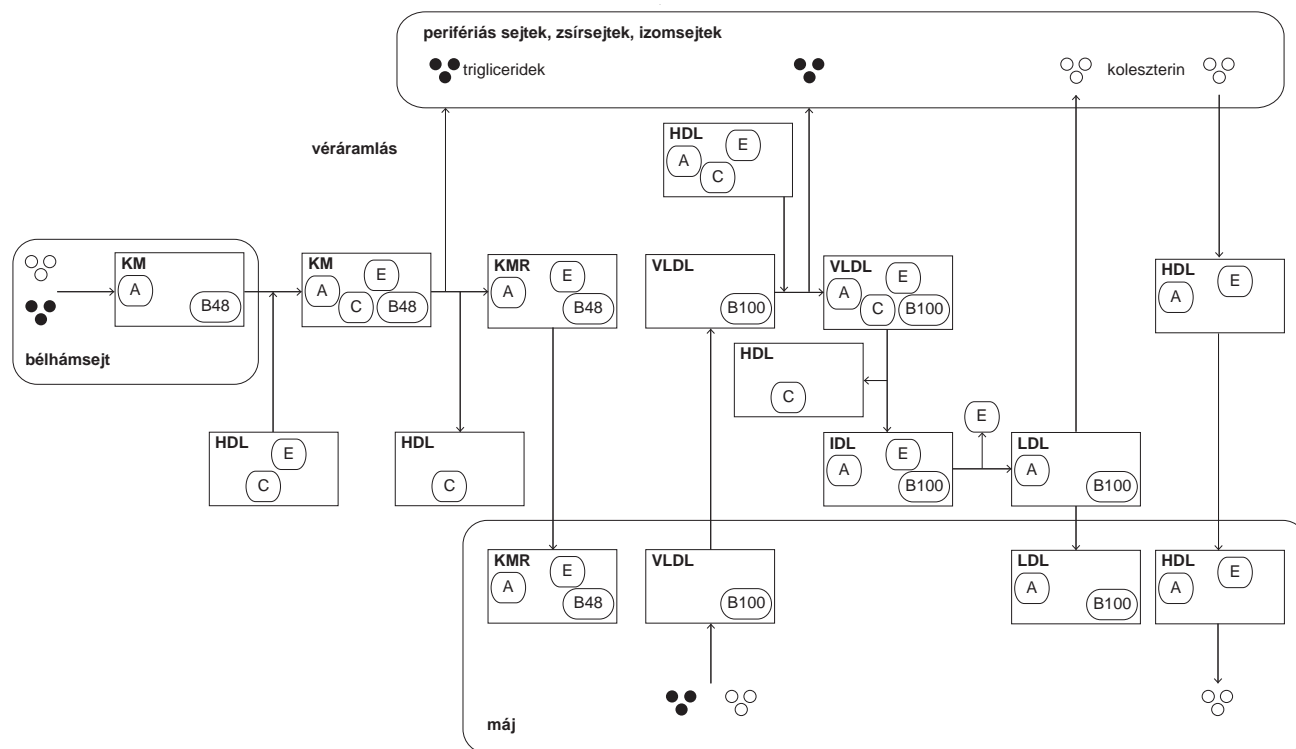 perifériás sejtek, zsírsejtek, izomsejtek
trigliceridek
koleszterin
véráramlás
HDL
A
E
C
KM
A
B48
bélhámsejt
KM
A
E
C
B48
KMR
A
E
B48
VLDL
B100
VLDL
A
E
C
B100
HDL
A
E
HDL
C
HDL
E
C
HDL
C
IDL
A
E
B100
E
LDL
A
B100
KMR
A
E
B48
VLDL
B100
LDL
A
B100
HDL
A
E
máj